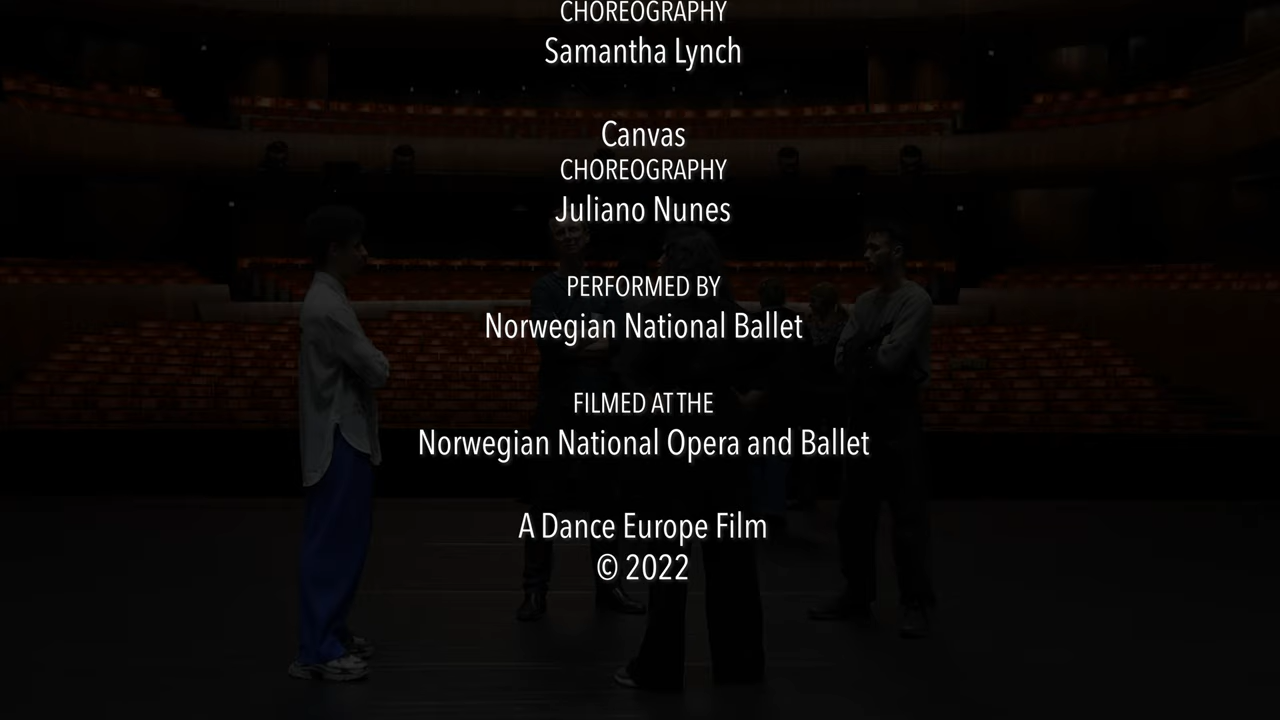 CHOREOGRAPHY
Samantha Lynch
Canvas
CHOREOGRAPHY
Juliano Nunes
PERFORMED BY
Norwegian National Ballet
FILMED AT THE
Norwegian National Opera and Ballet
A Dance Europe Film
© 2022